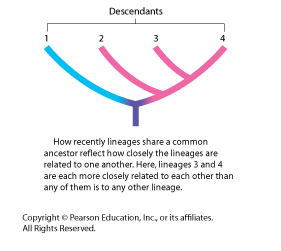 Descendants
1 2 3 4
How recently lineages share a common
ancestor reflect how closely the lineages are
related to one another. Here, lineages 3 and 4
are each more closely related to each other than
any of them is to any other lineage.
Copyright © Pearson Education, Inc., or its affiliates.
All Rights Reserved.